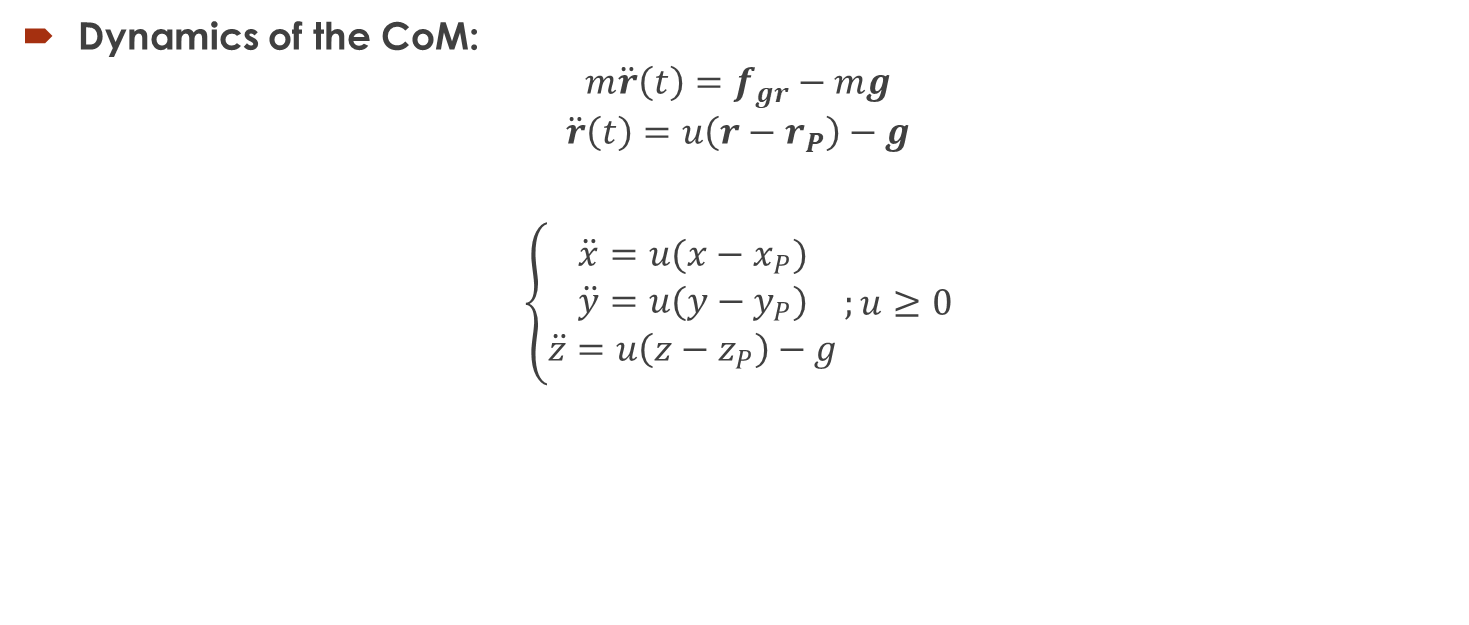 Dynamics of the CoM:
m𝒓̈(t) = 𝒇_𝒈𝒓 − m𝒈
𝒓̈(t) = u(𝒓 − 𝒓_𝑷) − 𝒈
ẍ = u(x − x_P)
ÿ = u(y − y_P) ; u ≥ 0
z̈ = u(z − z_P) − g